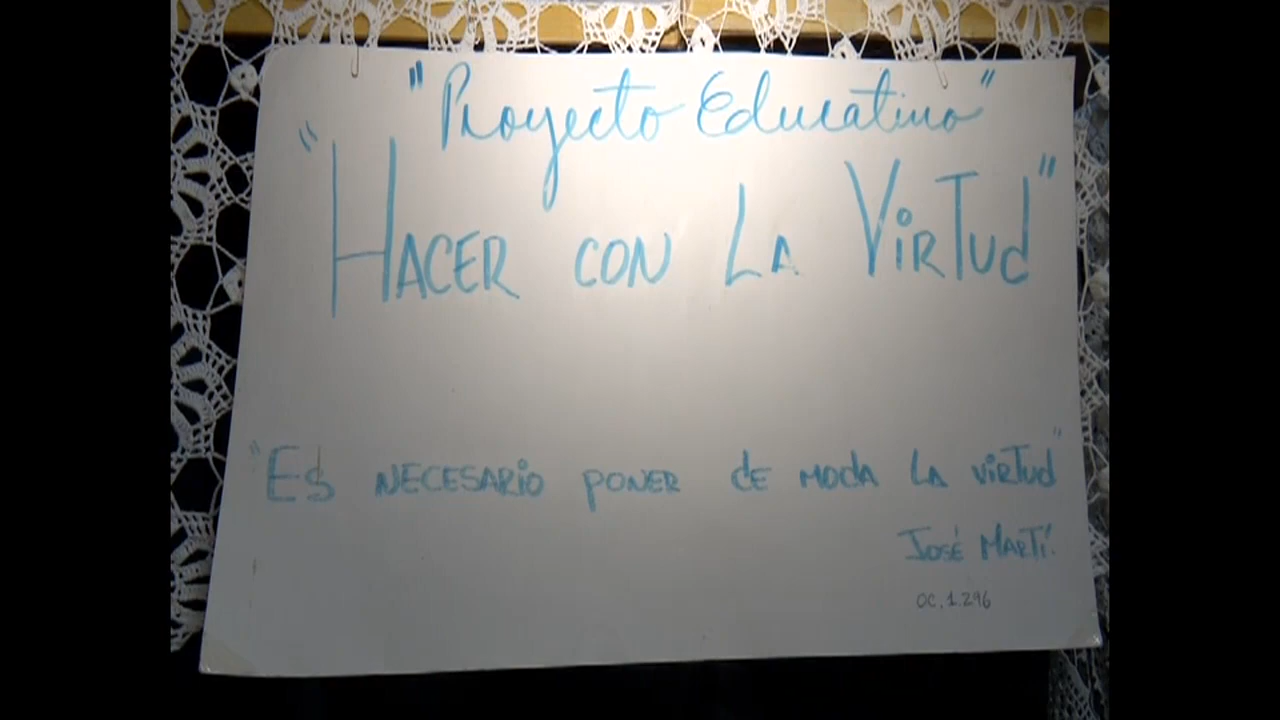 "Proyecto Educativo"
"HACER CON LA VirTud"
"Es NECESARiO PONER de MODA LA virTud"
José MarTí.
OC.1.296